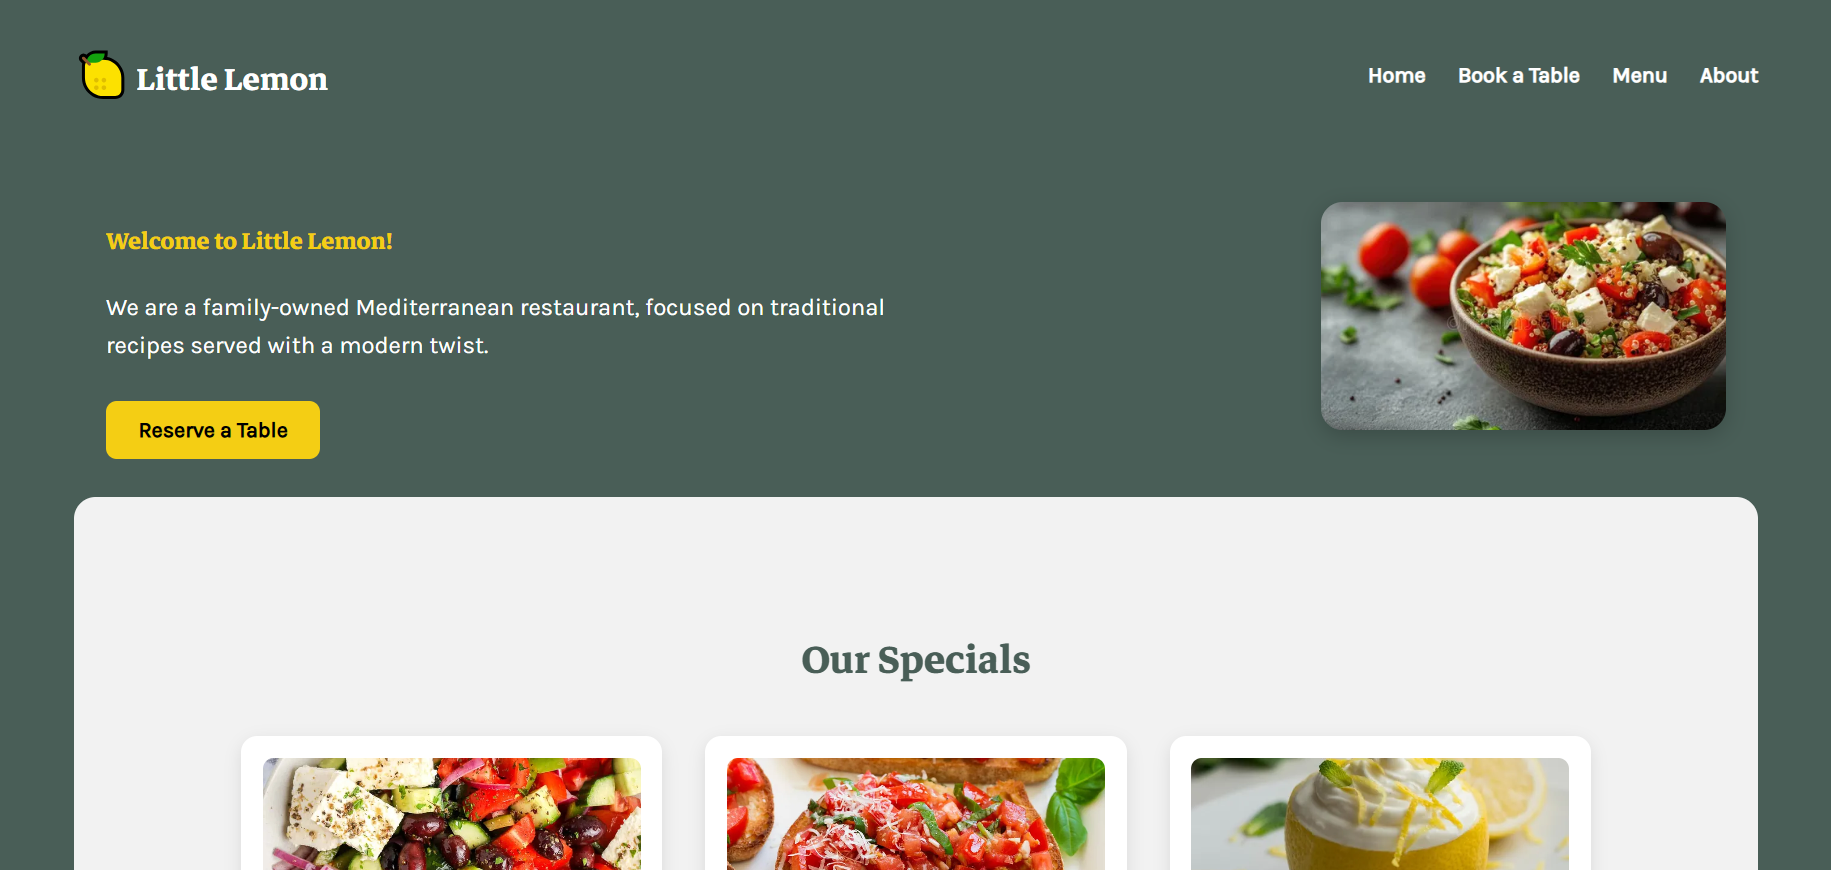 Little Lemon
Home
Book a Table
Menu
About
Welcome to Little Lemon!
We are a family-owned Mediterranean restaurant, focused on traditional
recipes served with a modern twist.
Reserve a Table
Our Specials